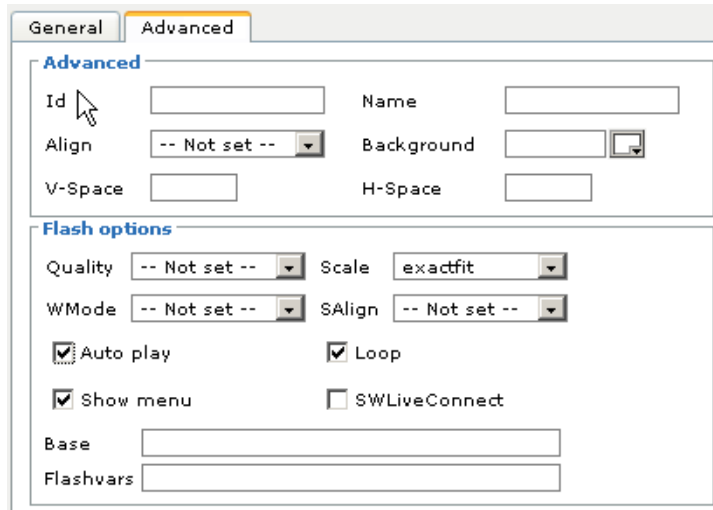 General Advanced
Advanced
Id Name
Align -- Not set -- Background
V-Space H-Space
Flash options
Quality -- Not set -- Scale exactfit
WMode -- Not set -- SAlign -- Not set --
Auto play Loop
Show menu SWLiveConnect
Base
Flashvars